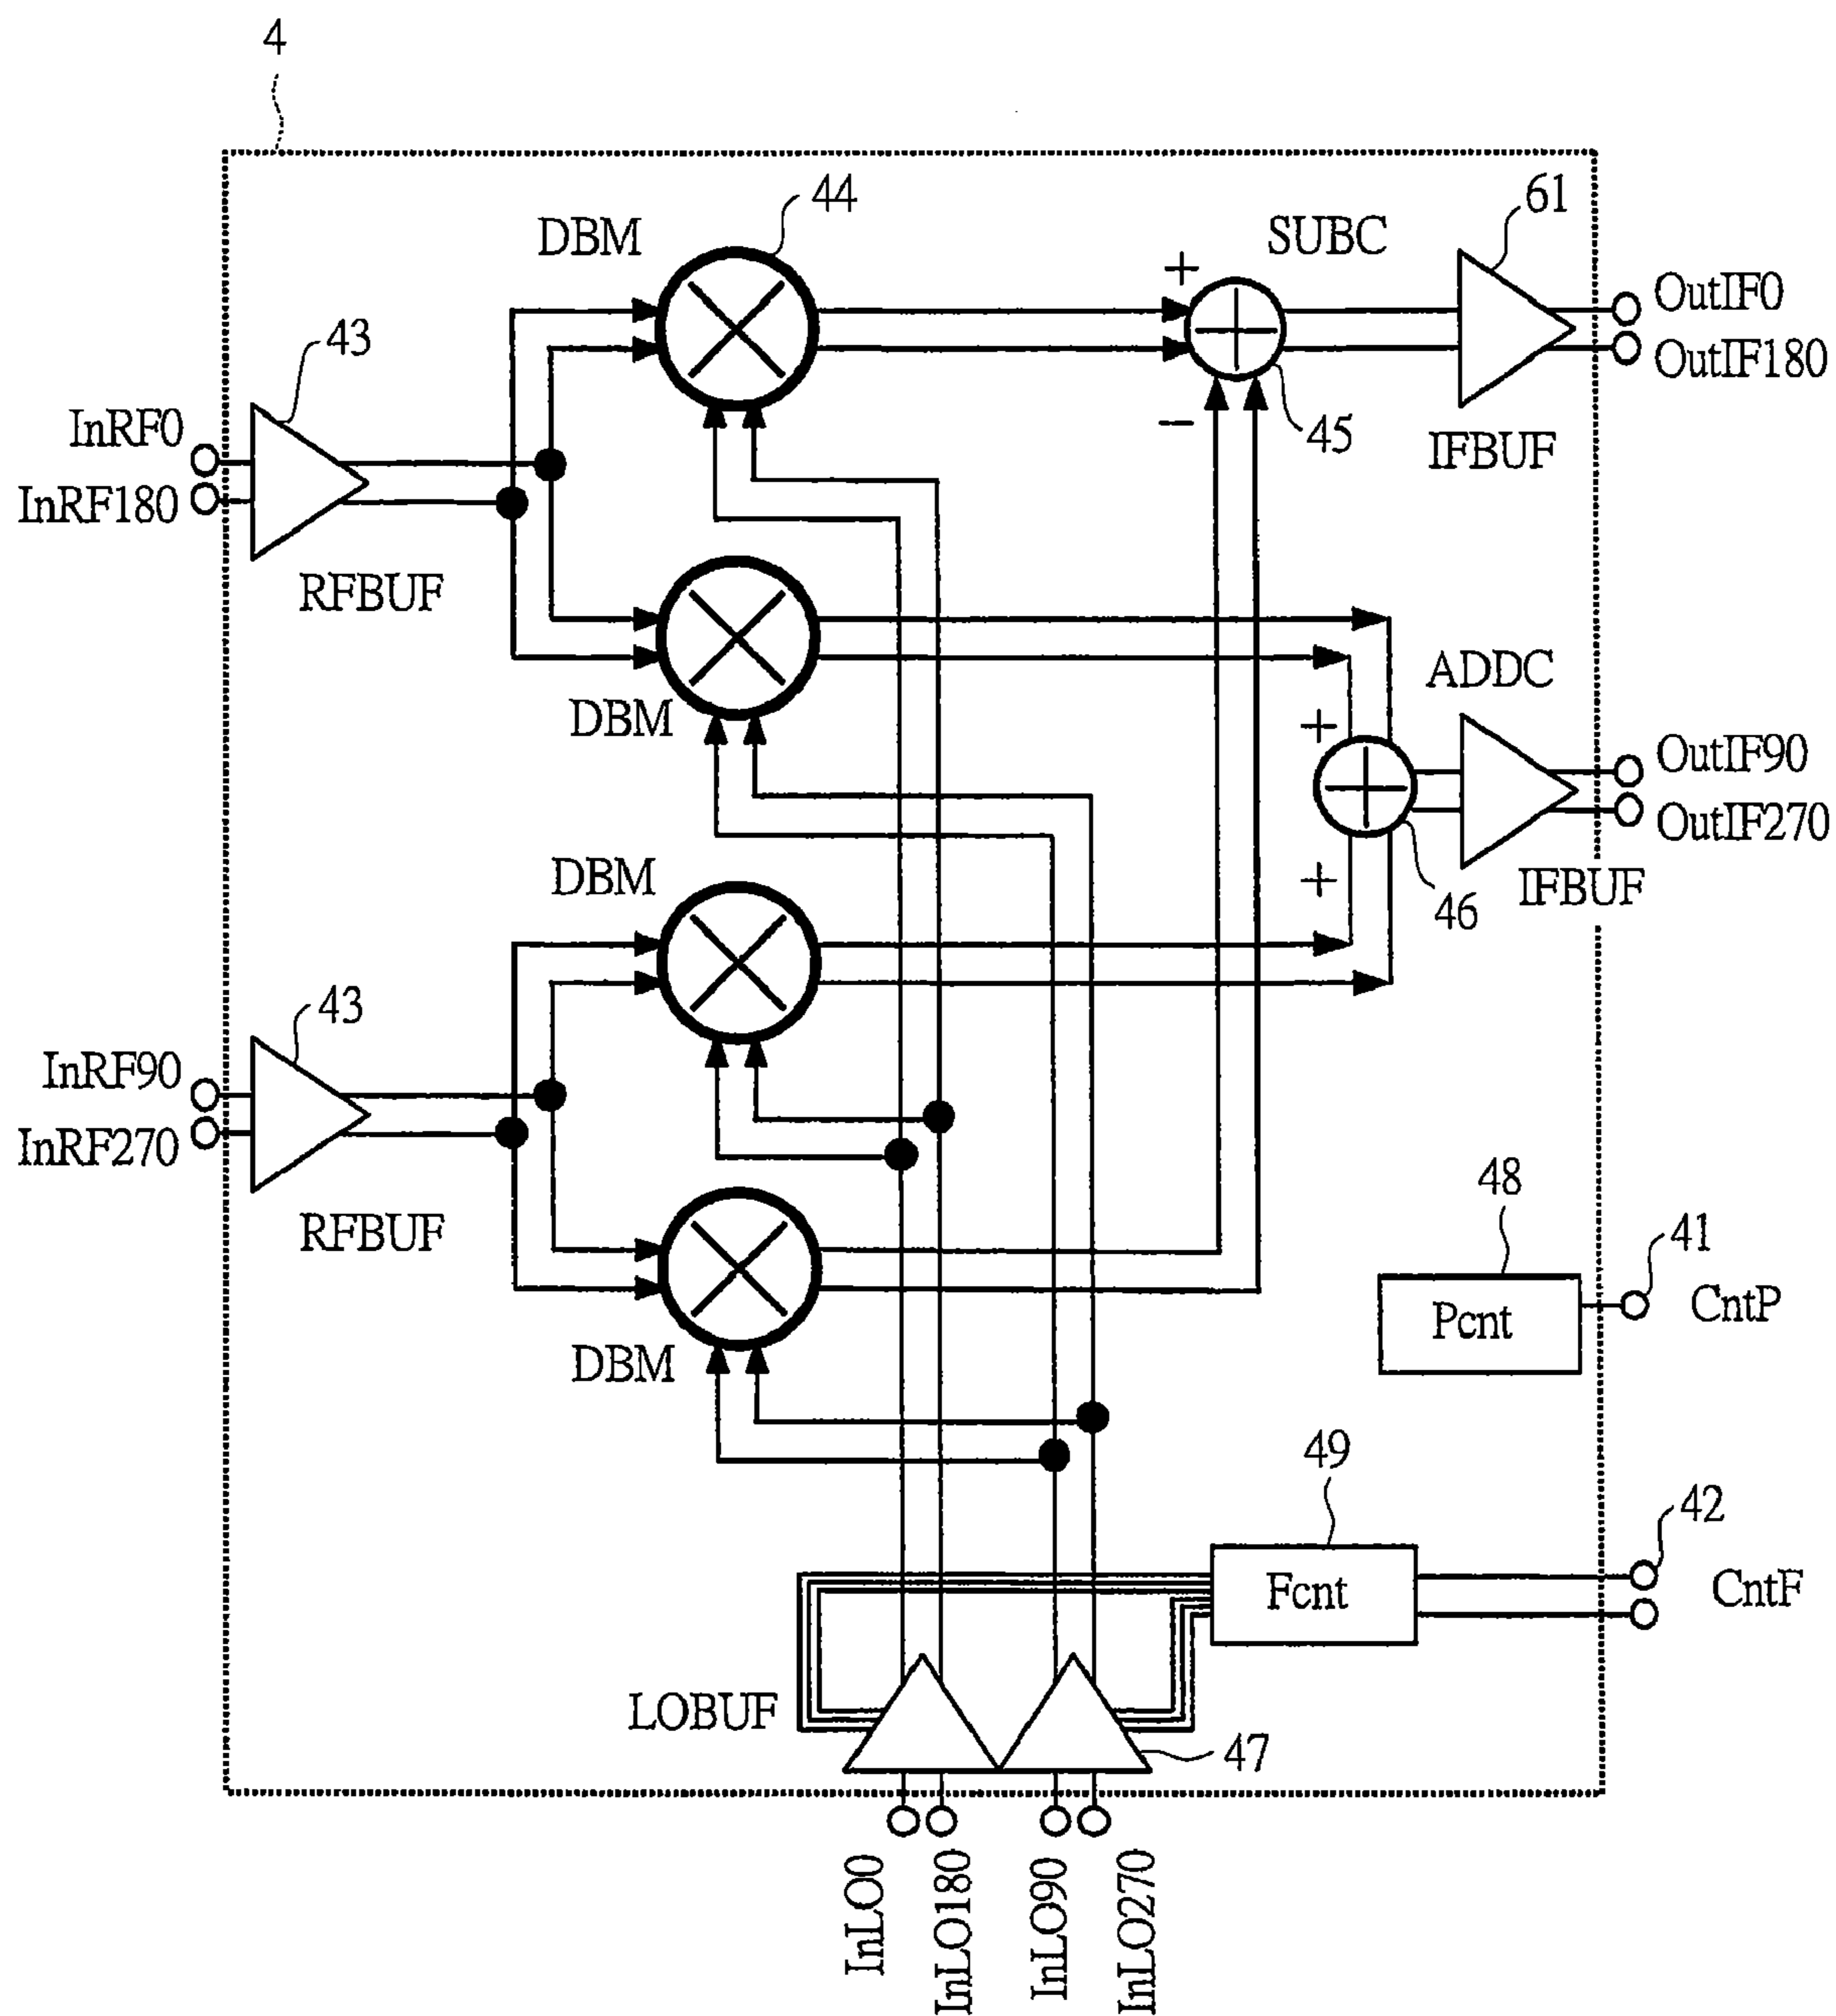 4
44
61
DBM
SUBC
+
OutIF0
OutIF180
43
InRF0
InRF180
−
45
IFBUF
RFBUF
DBM
ADDC
+
OutIF90
OutIF270
DBM
+
46
IFBUF
43
InRF90
InRF270
RFBUF
48
41
Pcnt
CntP
DBM
49
42
Fcnt
CntF
LOBUF
47
InLO0
InLO180
InLO90
InLO270